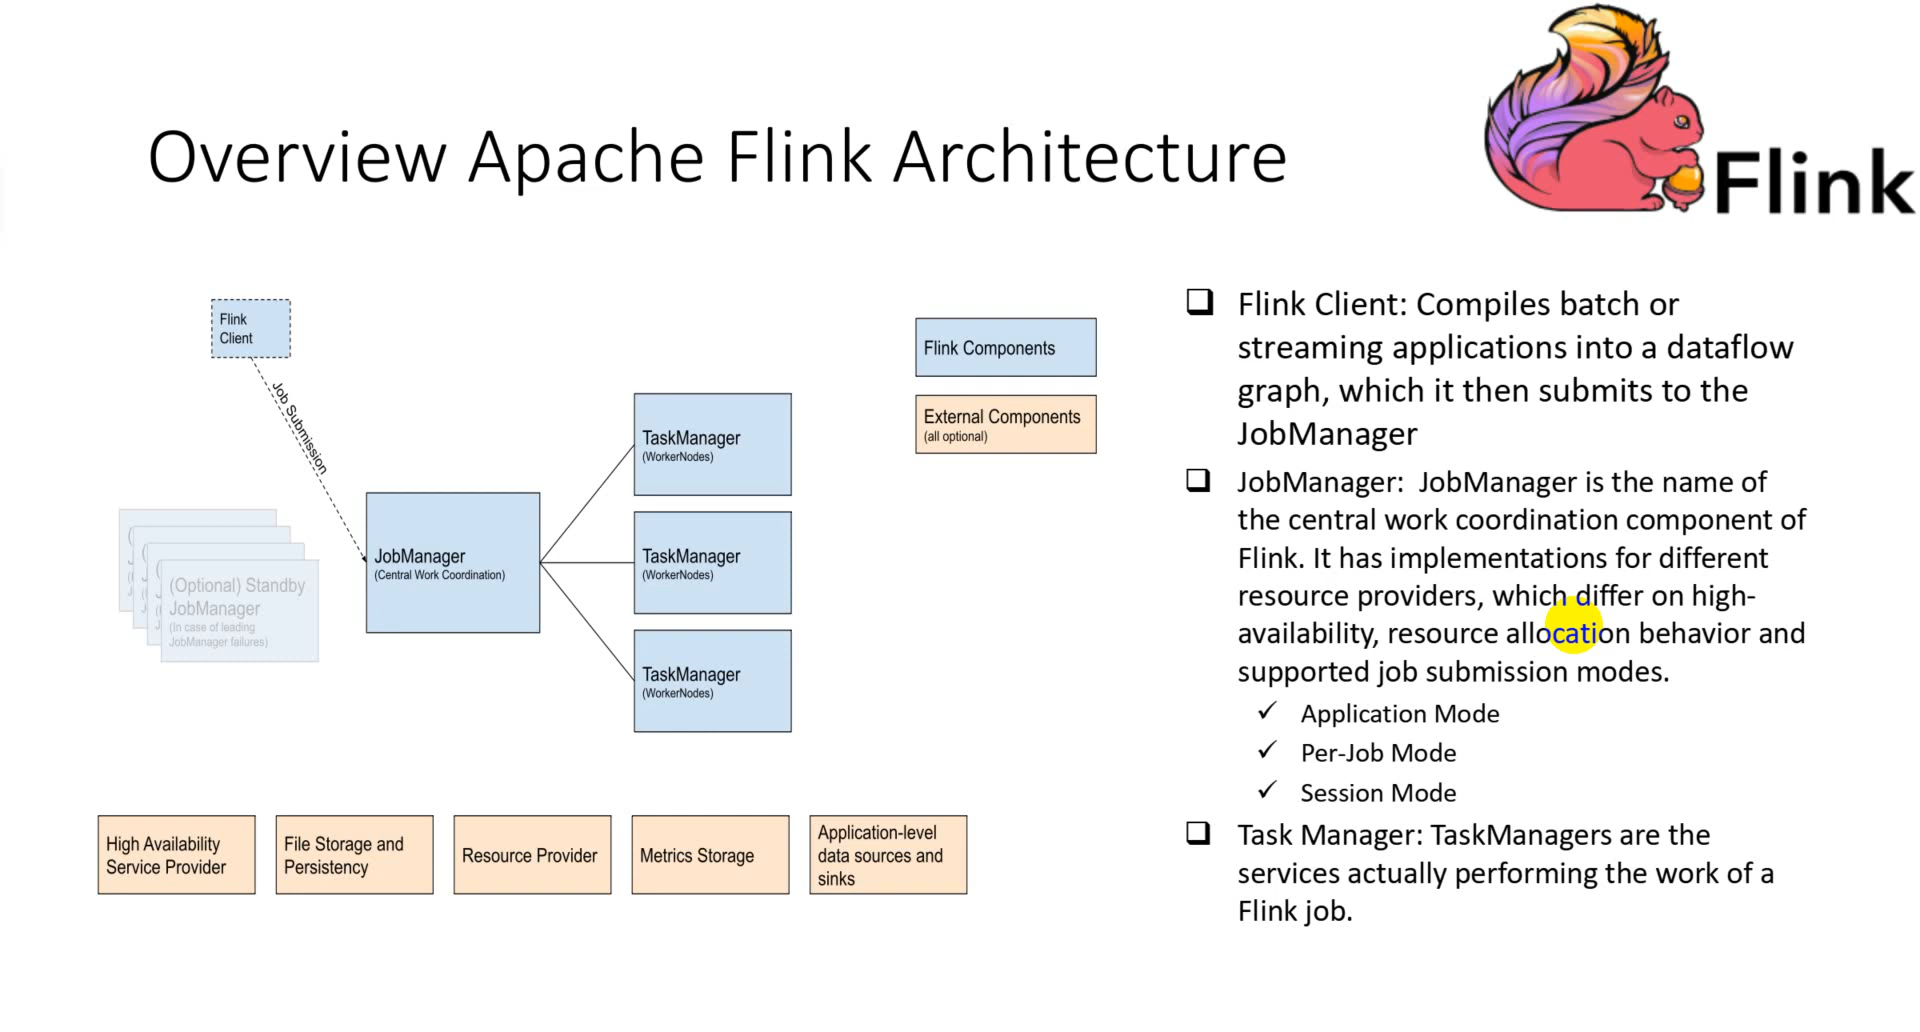 Overview Apache Flink Architecture
Flink
Flink
Client
Job Submission
JobManager
(Central Work Coordination)
(Optional) Standby
JobManager
(in case of leading
JobManager failures)
TaskManager
(WorkerNodes)
TaskManager
(WorkerNodes)
TaskManager
(WorkerNodes)
Flink Components
External Components
(all optional)
High Availability
Service Provider
File Storage and
Persistency
Resource Provider
Metrics Storage
Application-level
data sources and
sinks
Flink Client: Compiles batch or
streaming applications into a dataflow
graph, which it then submits to the
JobManager
JobManager: JobManager is the name of
the central work coordination component of
Flink. It has implementations for different
resource providers, which differ on high-
availability, resource allocation behavior and
supported job submission modes.
Application Mode
Per-Job Mode
Session Mode
Task Manager: TaskManagers are the
services actually performing the work of a
Flink job.